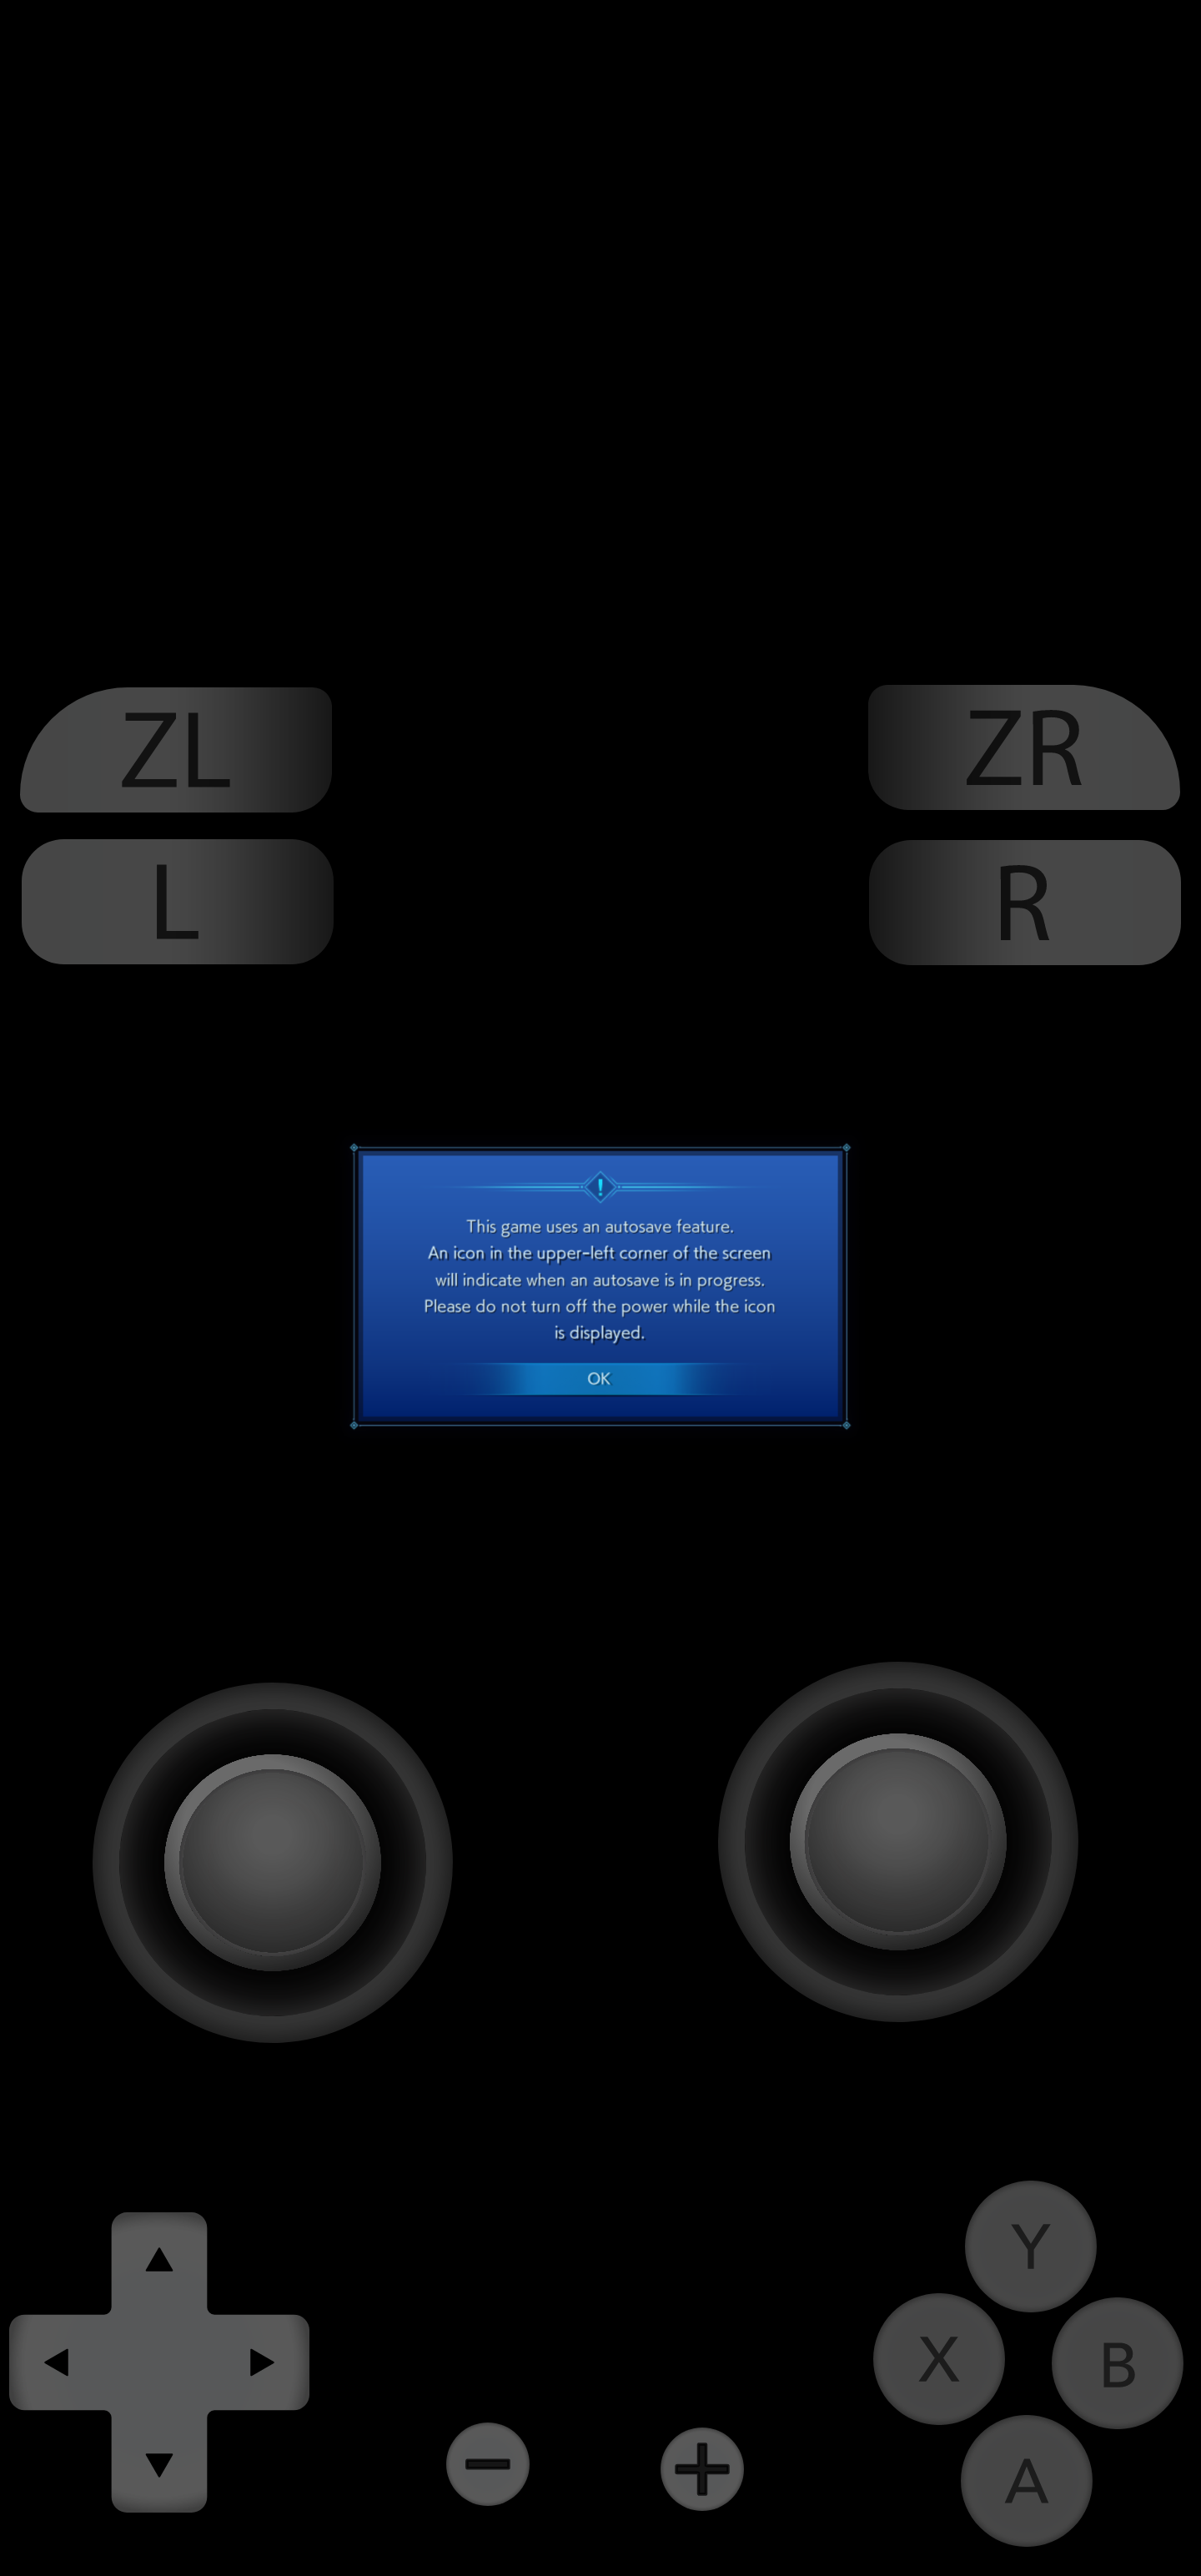 ZL
ZR
L
R
!
This game uses an autosave feature.
An icon in the upper-left corner of the screen
will indicate when an autosave is in progress.
Please do not turn off the power while the icon
is displayed.
OK
Y
X
B
A